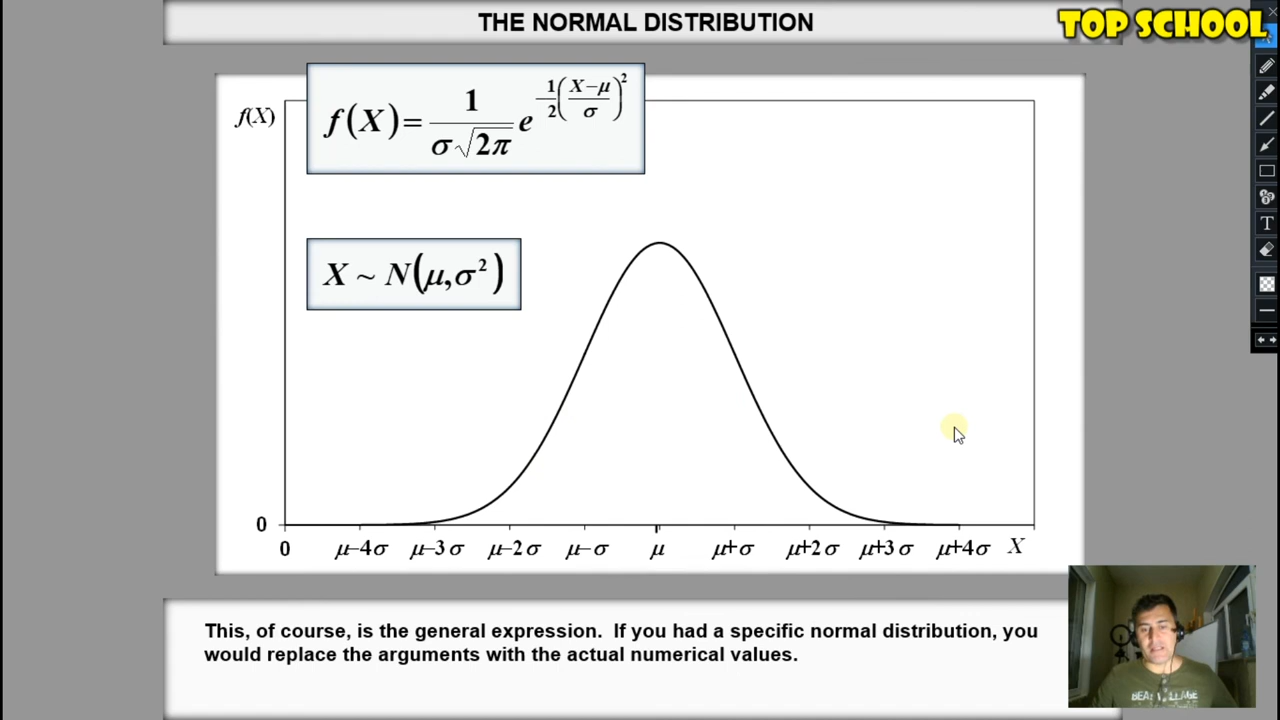 THE NORMAL DISTRIBUTION
TOP SCHOOL
f(X)
f(X) = 1/(σ√2π) e^(−1/2((X−μ)/σ)^2)
X ~ N(μ,σ²)
0
0 μ–4σ μ–3σ μ–2σ μ–σ μ μ+σ μ+2σ μ+3σ μ+4σ X
This, of course, is the general expression. If you had a specific normal distribution, you
would replace the arguments with the actual numerical values.
T